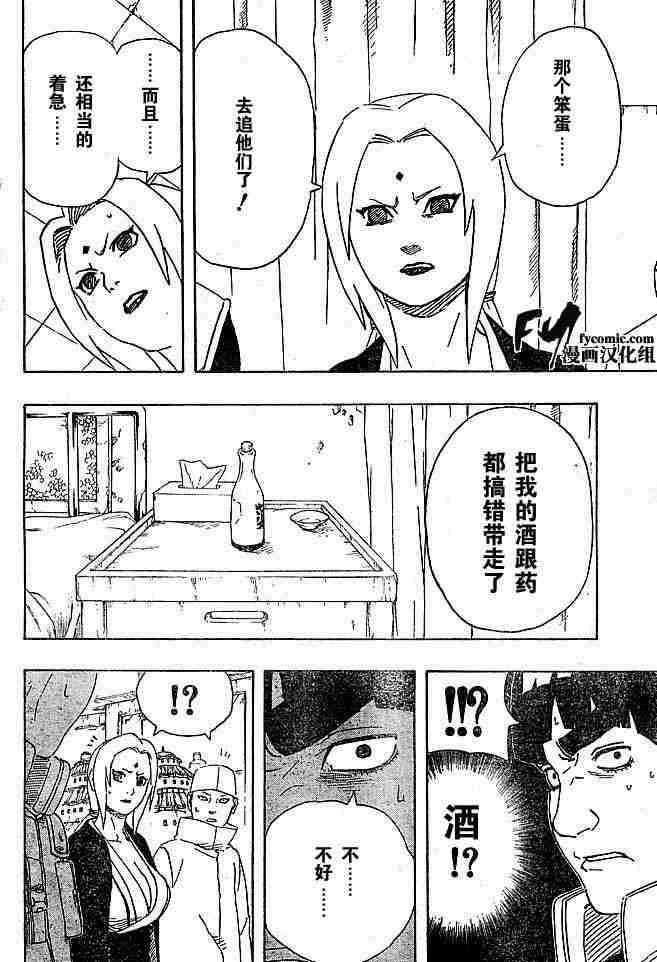 那个笨蛋……
去追他们了！
……而且
还相当的
着急……
fycomic.com
漫画汉化组
把我的酒跟药
都搞错带走了
!!?
酒
!?
不……
不好……
!?